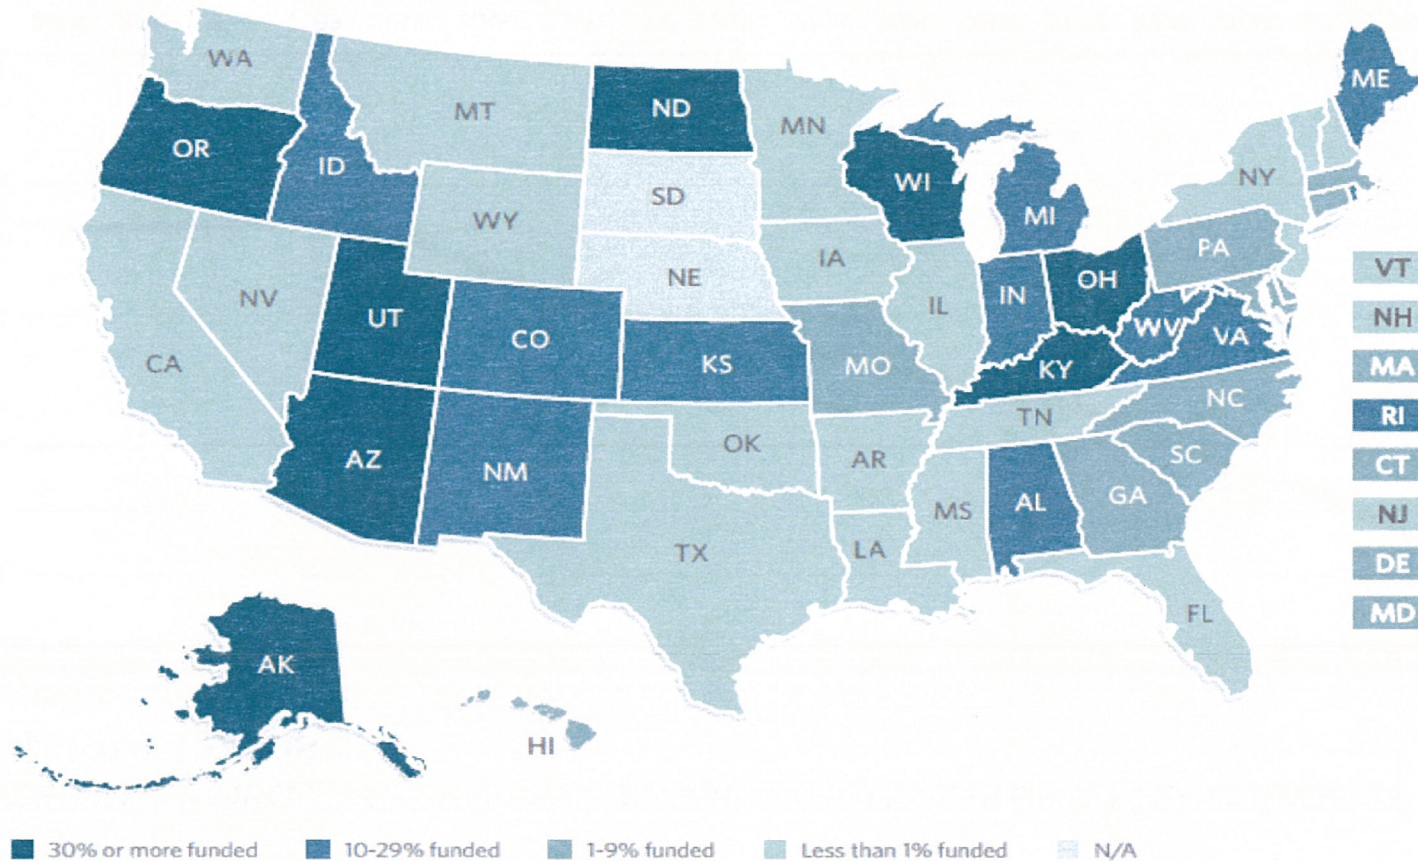 WA
ME
MT
ND
MN
OR
ID
WI
NY
SD
MI
WY
PA
IA
NE
OH
VT
NV
IN
IL
NH
UT
WV
VA
CO
CA
KS
MO
MA
KY
NC
RI
TN
OK
AZ
AR
SC
CT
NM
GA
AL
MS
NJ
TX
LA
DE
FL
MD
AK
HI
30% or more funded 10-29% funded 1-9% funded Less than 1% funded N/A